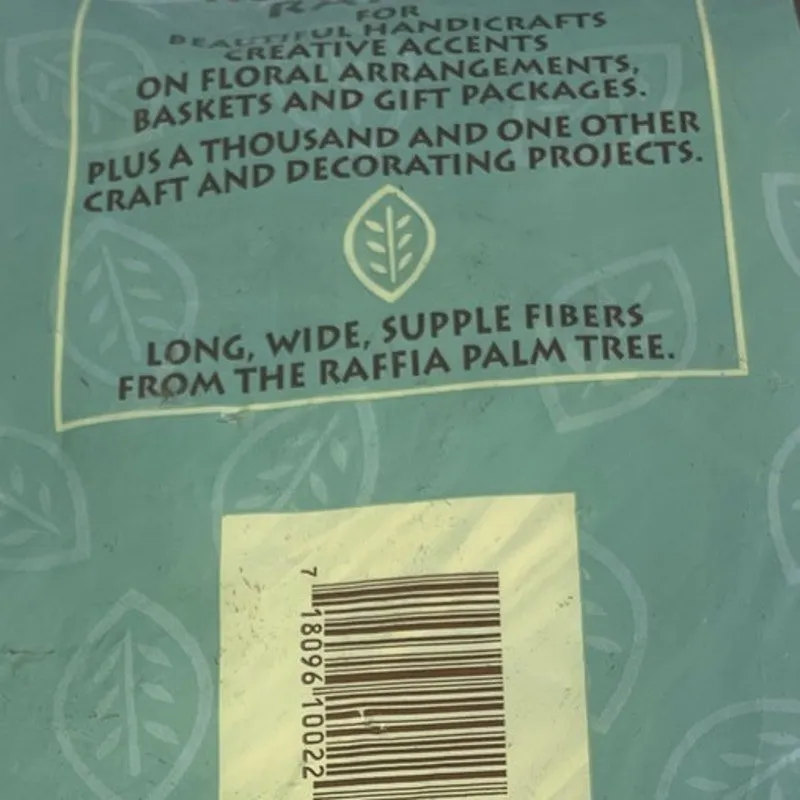 FOR
BEAUTIFUL HANDICRAFTS
CREATIVE ACCENTS
ON FLORAL ARRANGEMENTS,
BASKETS AND GIFT PACKAGES.
PLUS A THOUSAND AND ONE OTHER
CRAFT AND DECORATING PROJECTS.
LONG, WIDE, SUPPLE FIBERS
FROM THE RAFFIA PALM TREE.
7 18096 10022